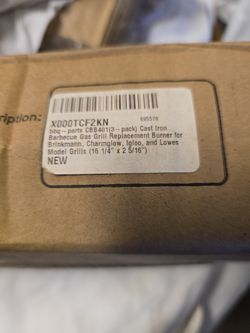 ription:
X000TCF2KN
bbq-parts CBB401(3-pack) Cast Iron
Barbecue Gas Grill Replacement Burner for
Brinkmann, Charmglow, Igloo, and Lowes
Model Grills (16 1/4" x 2 5/16")
NEW